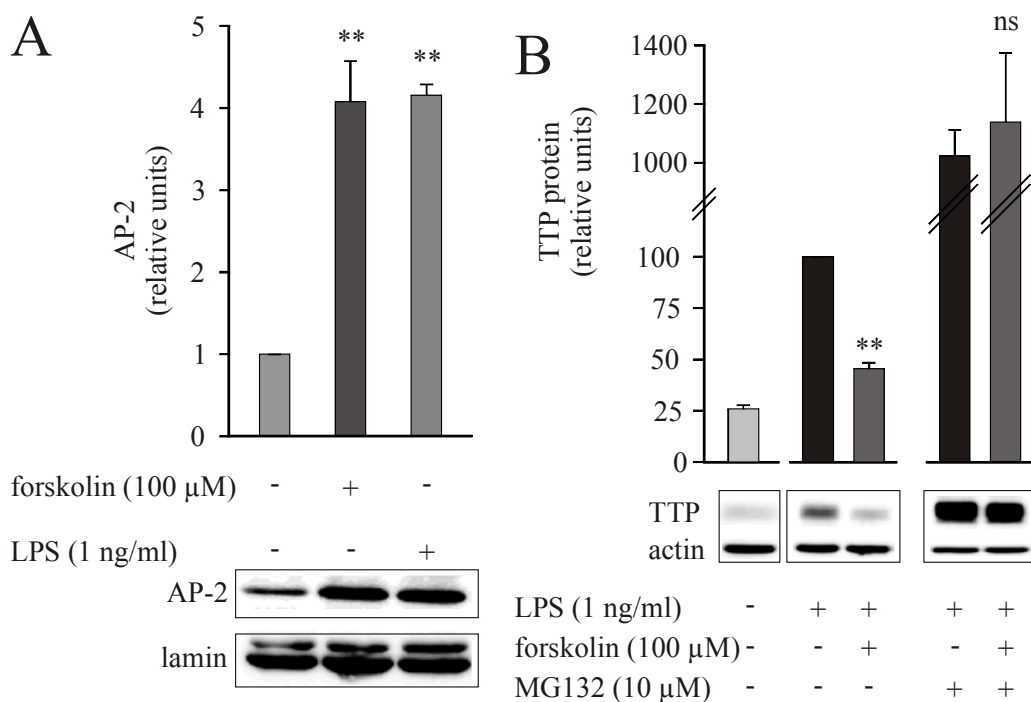 A
AP-2
(relative units)
5
4
3
2
1
0
**
**
forskolin (100 µM)
- + -
LPS (1 ng/ml)
- - +
AP-2
lamin
B
TTP protein
(relative units)
1400
1200
1000
100
75
50
25
0
**
ns
TTP
actin
LPS (1 ng/ml) - + + + +
forskolin (100 µM) - - + - +
MG132 (10 µM) - - - + +